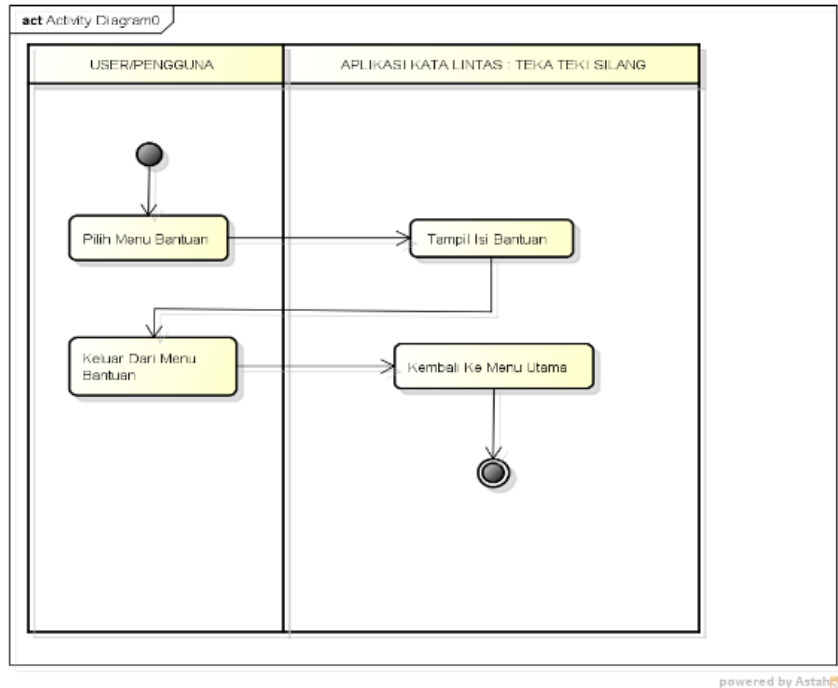 act Activity Diagram0
USER/PENGGUNA
APLIKASI KATA LINTAS : TEKA TEKI SILANG
Pilih Menu Bantuan
Tampil Isi Bantuan
Keluar Dari Menu
Bantuan
Kembali Ke Menu Utama
powered by Astah